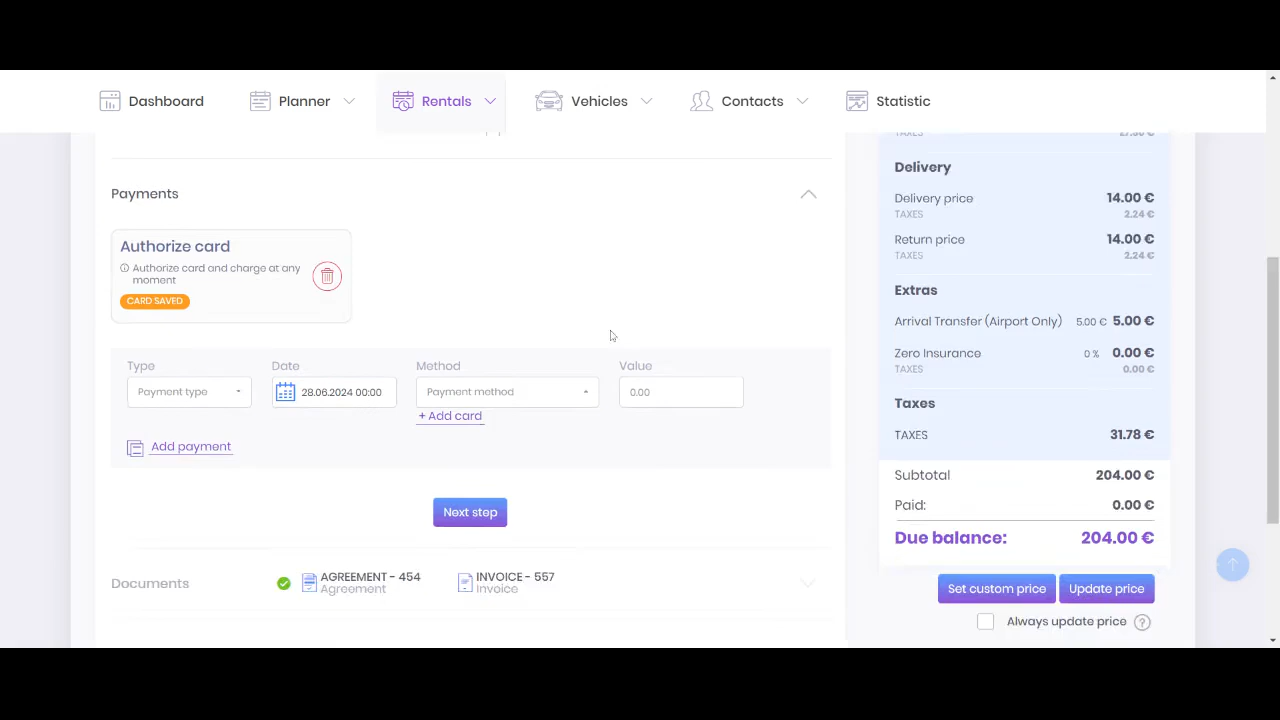 Dashboard
Planner
Rentals
Vehicles
Contacts
Statistic
Payments
Authorize card
Authorize card and charge at any
moment
CARD SAVED
Type
Date
Method
Value
Payment type
28.06.2024 00:00
Payment method
0.00
+ Add card
Add payment
Next step
Documents
AGREEMENT - 454
Agreement
INVOICE - 557
Invoice
TAXES
Delivery
Delivery price 14.00 €
TAXES 2.24 €
Return price 14.00 €
TAXES 2.24 €
Extras
Arrival Transfer (Airport Only) 5.00 € 5.00 €
Zero Insurance 0 % 0.00 €
TAXES 0.00 €
Taxes
TAXES 31.78 €
Subtotal 204.00 €
Paid: 0.00 €
Due balance: 204.00 €
Set custom price
Update price
Always update price ?